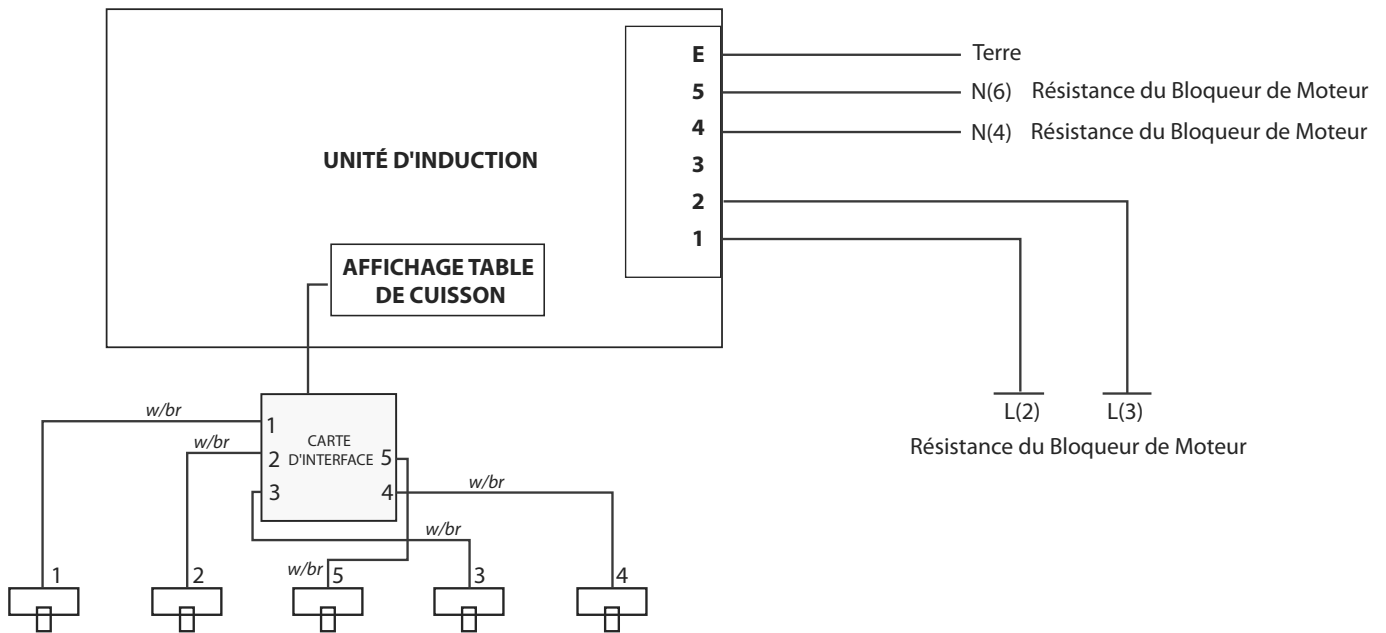 E Terre
5 N(6) Résistance du Bloqueur de Moteur
4 N(4) Résistance du Bloqueur de Moteur
UNITÉ D'INDUCTION
3
2
1
AFFICHAGE TABLE
DE CUISSON
L(2) L(3)
Résistance du Bloqueur de Moteur
w/br
1
w/br
CARTE
2 D'INTERFACE 5
3 4
w/br
w/br
w/br
1 2 5 3 4